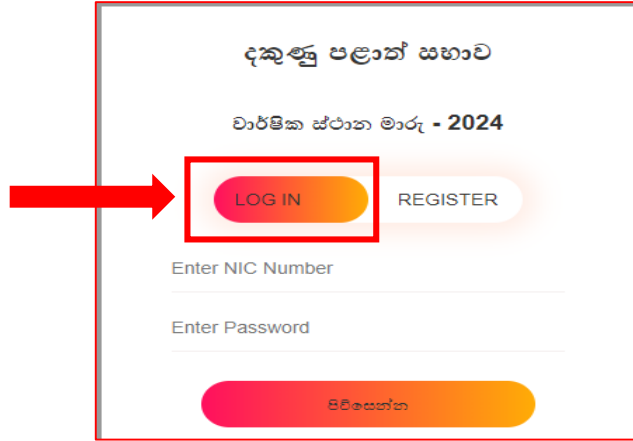 දකුණු පළාත් සභාව
වාර්ෂික ස්ථාන මාරු - 2024
LOG IN REGISTER
Enter NIC Number
Enter Password
පිවිසෙන්න